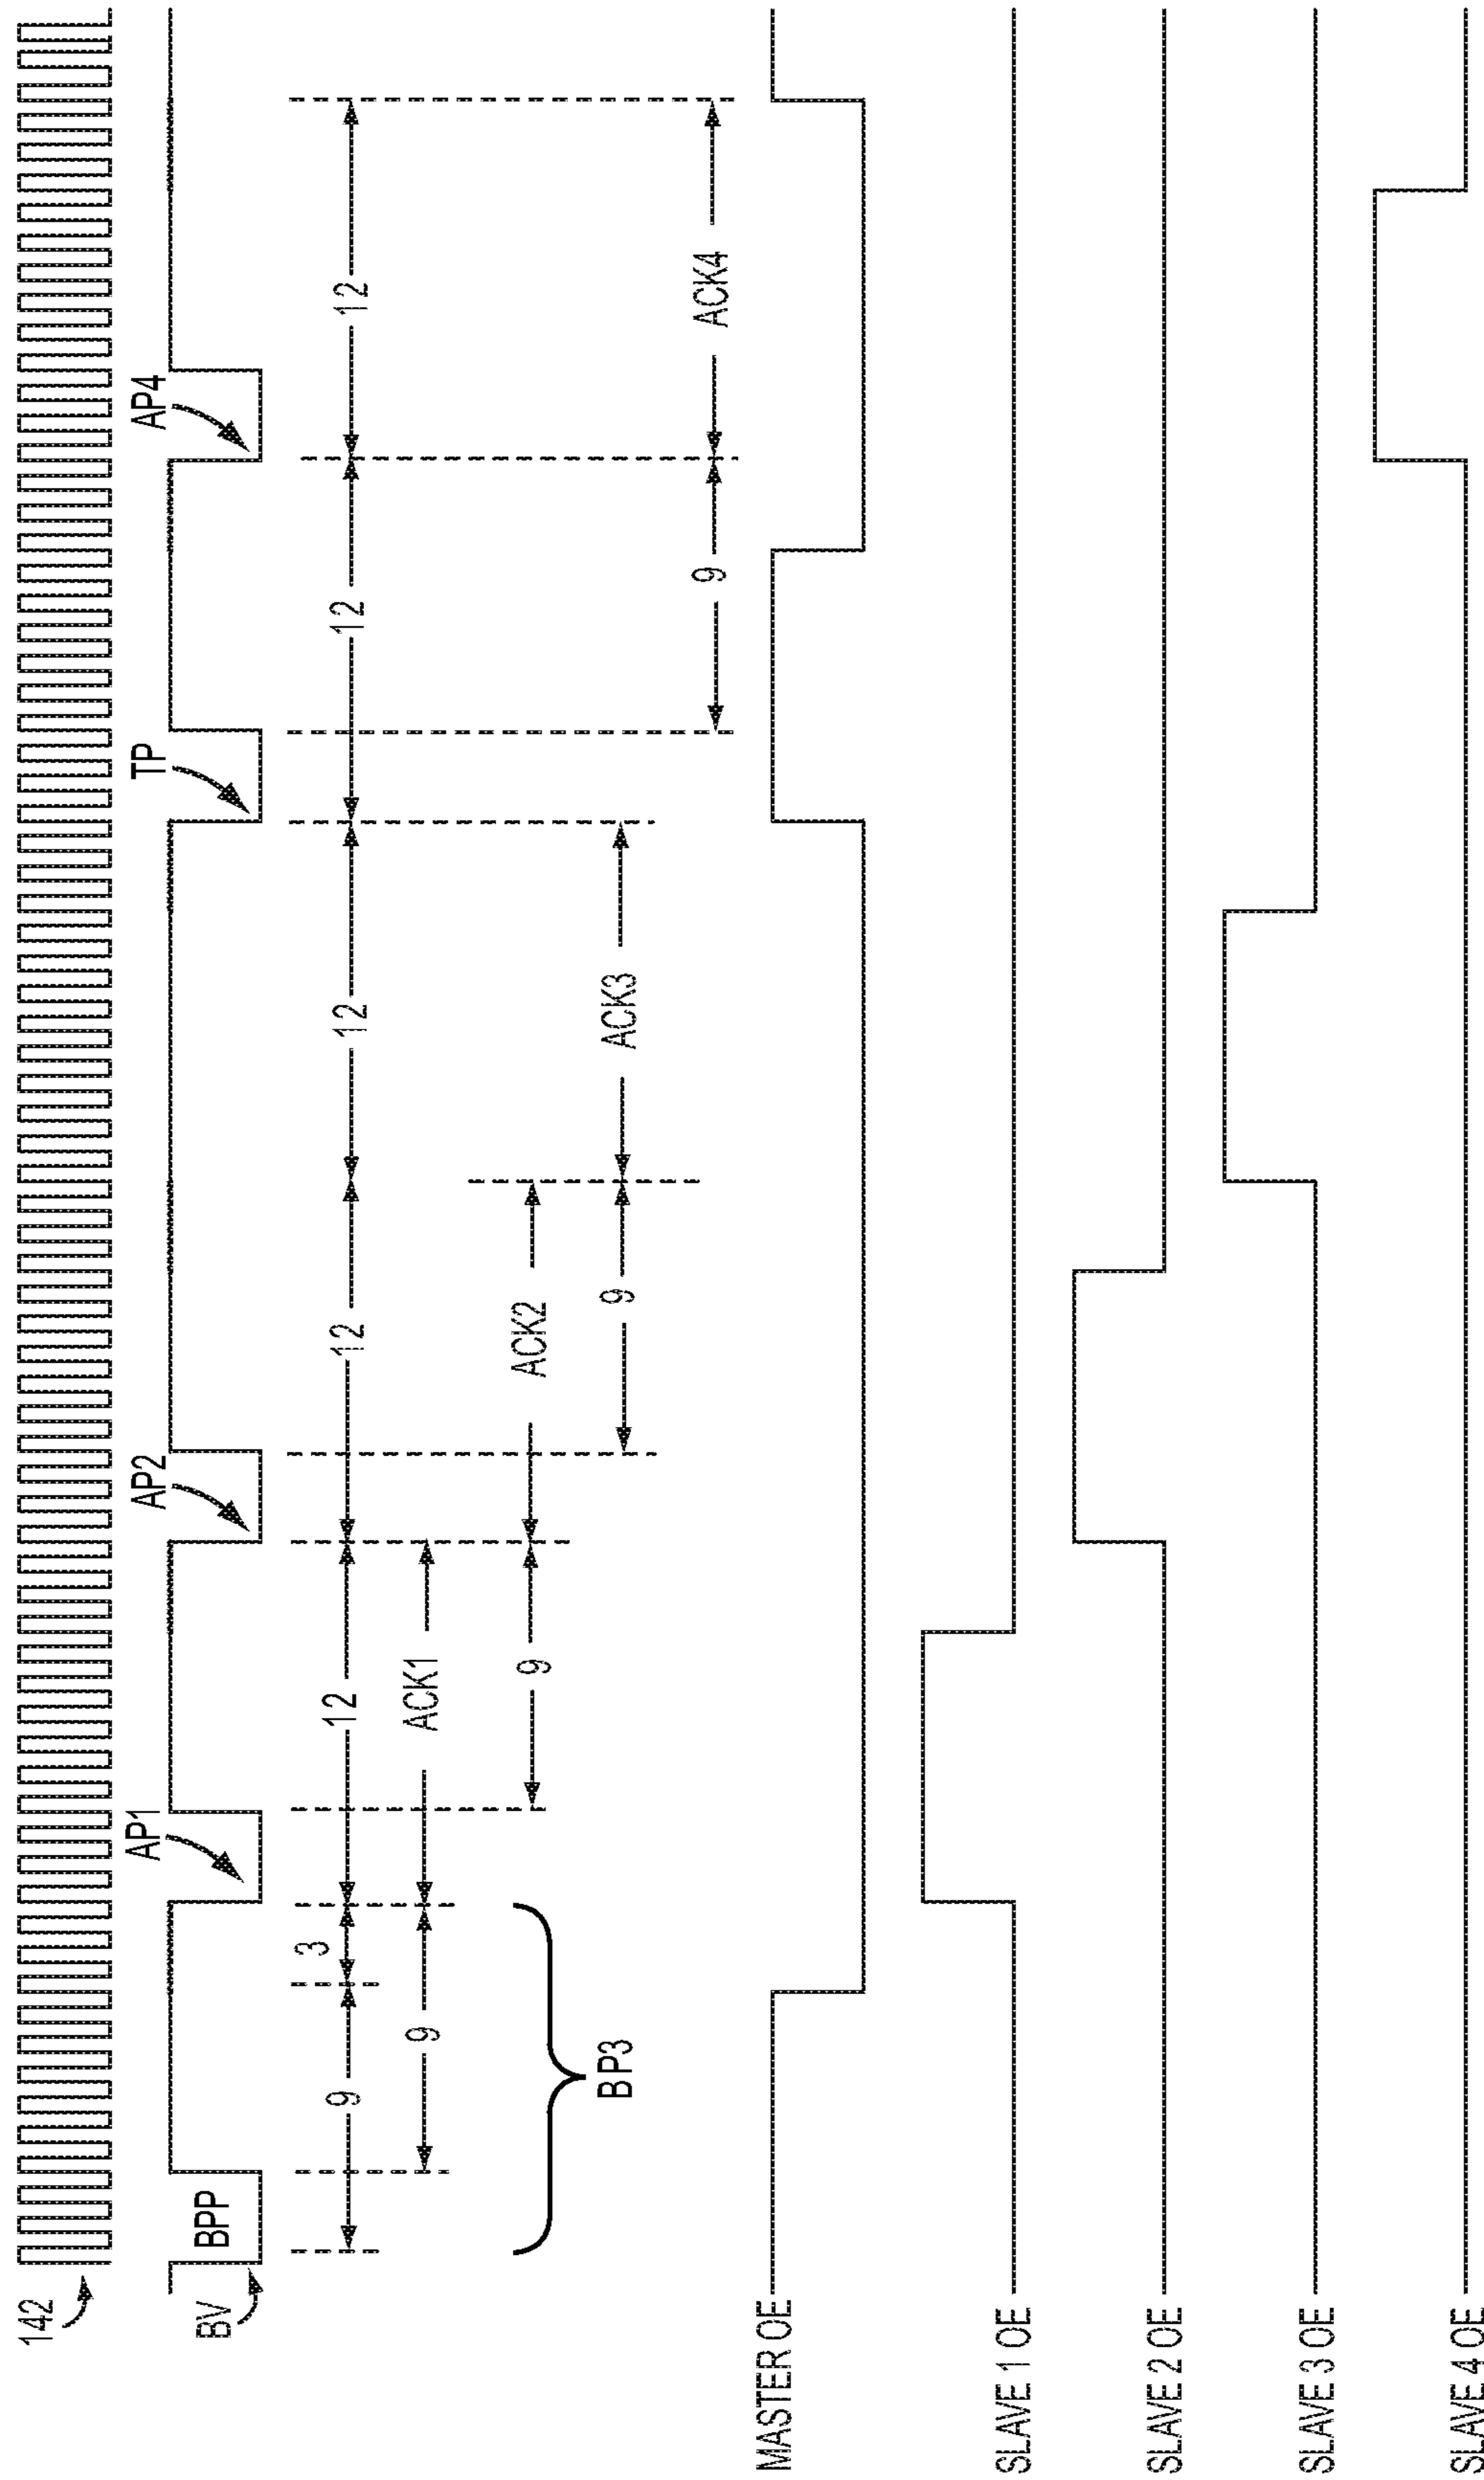 142
BV
BPP
AP1
AP2
TP
AP4
9
3
12
12
12
12
12
9
ACK1
9
ACK2
9
ACK3
9
ACK4
BP3
MASTER OE
SLAVE 1 OE
SLAVE 2 OE
SLAVE 3 OE
SLAVE 4 OE